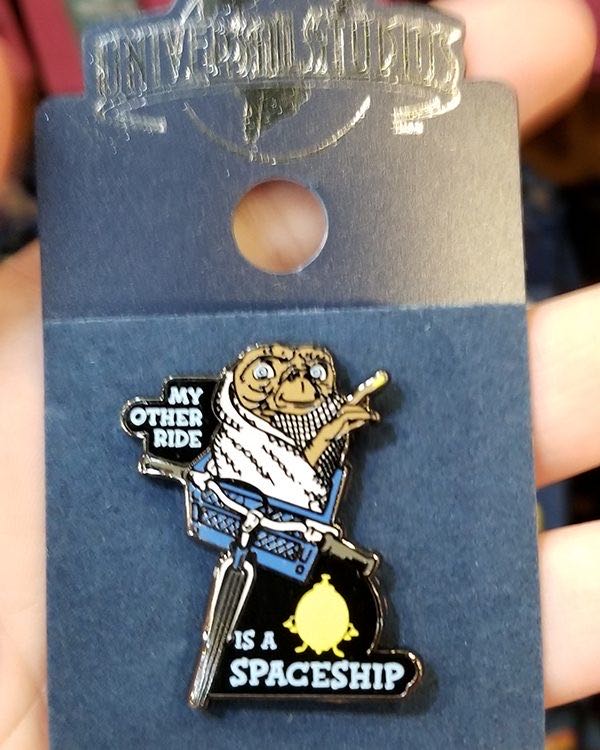 UNIVERSAL STUDIOS
MY
OTHER
RIDE
IS A
SPACESHIP